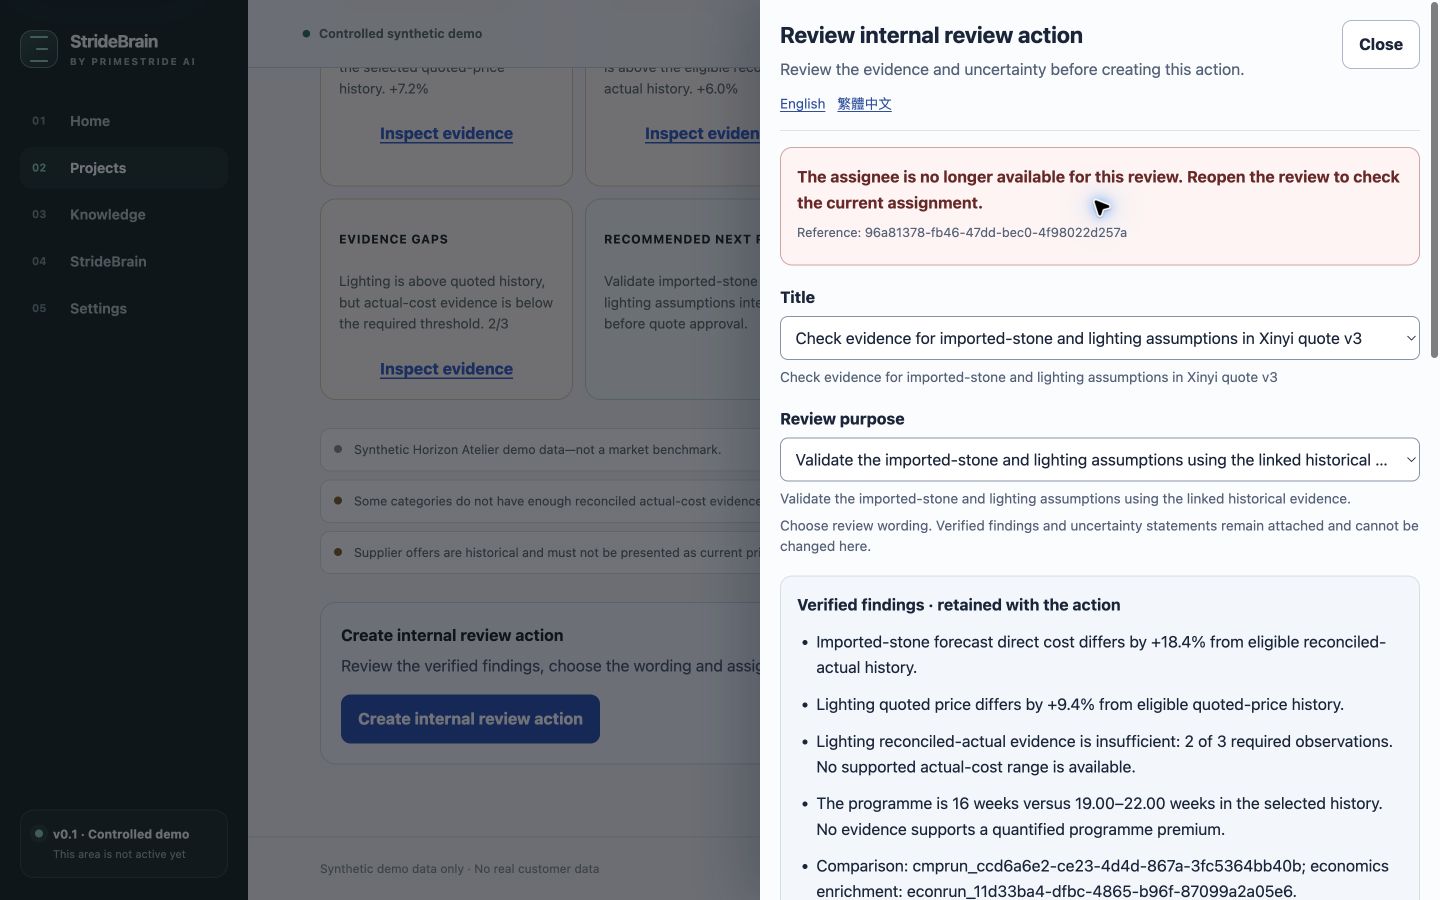 StrideBrain
BY PRIMESTRIDE AI
01 Home
02 Projects
03 Knowledge
04 StrideBrain
05 Settings
v0.1 · Controlled demo
This area is not active yet
Controlled synthetic demo
the selected quoted-price
history. +7.2%
Inspect evidence
is above the eligible
actual history. +6.0%
Inspect
EVIDENCE GAPS
Lighting is above quoted history,
but actual-cost evidence is below
the required threshold. 2/3
Inspect evidence
RECOMMENDED NEXT
Validate imported-stone
lighting assumptions
before quote approval.
Synthetic Horizon Atelier demo data—not a market benchmark.
Some categories do not have enough reconciled actual-cost evidence
Supplier offers are historical and must not be presented as current
Create internal review action
Review the verified findings, choose the wording and
Create internal review action
Synthetic demo data only · No real customer data
Review internal review action
Close
Review the evidence and uncertainty before creating this action.
English 繁體中文
The assignee is no longer available for this review. Reopen the review to check
the current assignment.
Reference: 96a81378-fb46-47dd-bec0-4f98022d257a
Title
Check evidence for imported-stone and lighting assumptions in Xinyi quote v3
Check evidence for imported-stone and lighting assumptions in Xinyi quote v3
Review purpose
Validate the imported-stone and lighting assumptions using the linked historical ...
Validate the imported-stone and lighting assumptions using the linked historical evidence.
Choose review wording. Verified findings and uncertainty statements remain attached and cannot be
changed here.
Verified findings · retained with the action
• Imported-stone forecast direct cost differs by +18.4% from eligible reconciled-
actual history.
• Lighting quoted price differs by +9.4% from eligible quoted-price history.
• Lighting reconciled-actual evidence is insufficient: 2 of 3 required observations.
No supported actual-cost range is available.
• The programme is 16 weeks versus 19.00–22.00 weeks in the selected history.
No evidence supports a quantified programme premium.
• Comparison: cmprun_ccd6a6e2-ce23-4d4d-867a-3fc5364bb40b; economics
enrichment: econrun_11d33ba4-dfbc-4865-b96f-87099a2a05e6.